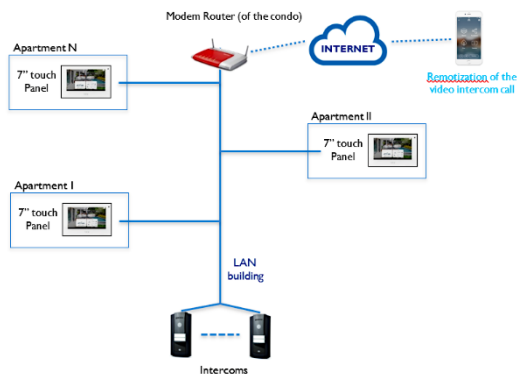 Modem Router (of the condo)
INTERNET
Remotization of the
video intercom call
Apartment N
7” touch
Panel
Apartment II
7” touch
Panel
Apartment I
7” touch
Panel
LAN
building
Intercoms